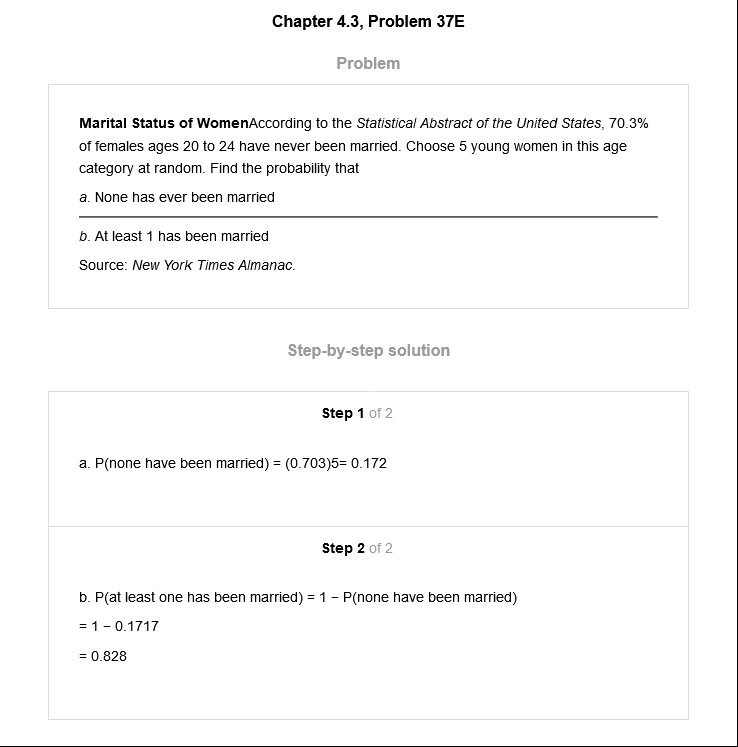 Chapter 4.3, Problem 37E
Problem
Marital Status of WomenAccording to the Statistical Abstract of the United States, 70.3%
of females ages 20 to 24 have never been married. Choose 5 young women in this age
category at random. Find the probability that
a. None has ever been married
b. At least 1 has been married
Source: New York Times Almanac.
Step-by-step solution
Step 1 of 2
a. P(none have been married) = (0.703)5= 0.172
Step 2 of 2
b. P(at least one has been married) = 1 − P(none have been married)
= 1 − 0.1717
= 0.828